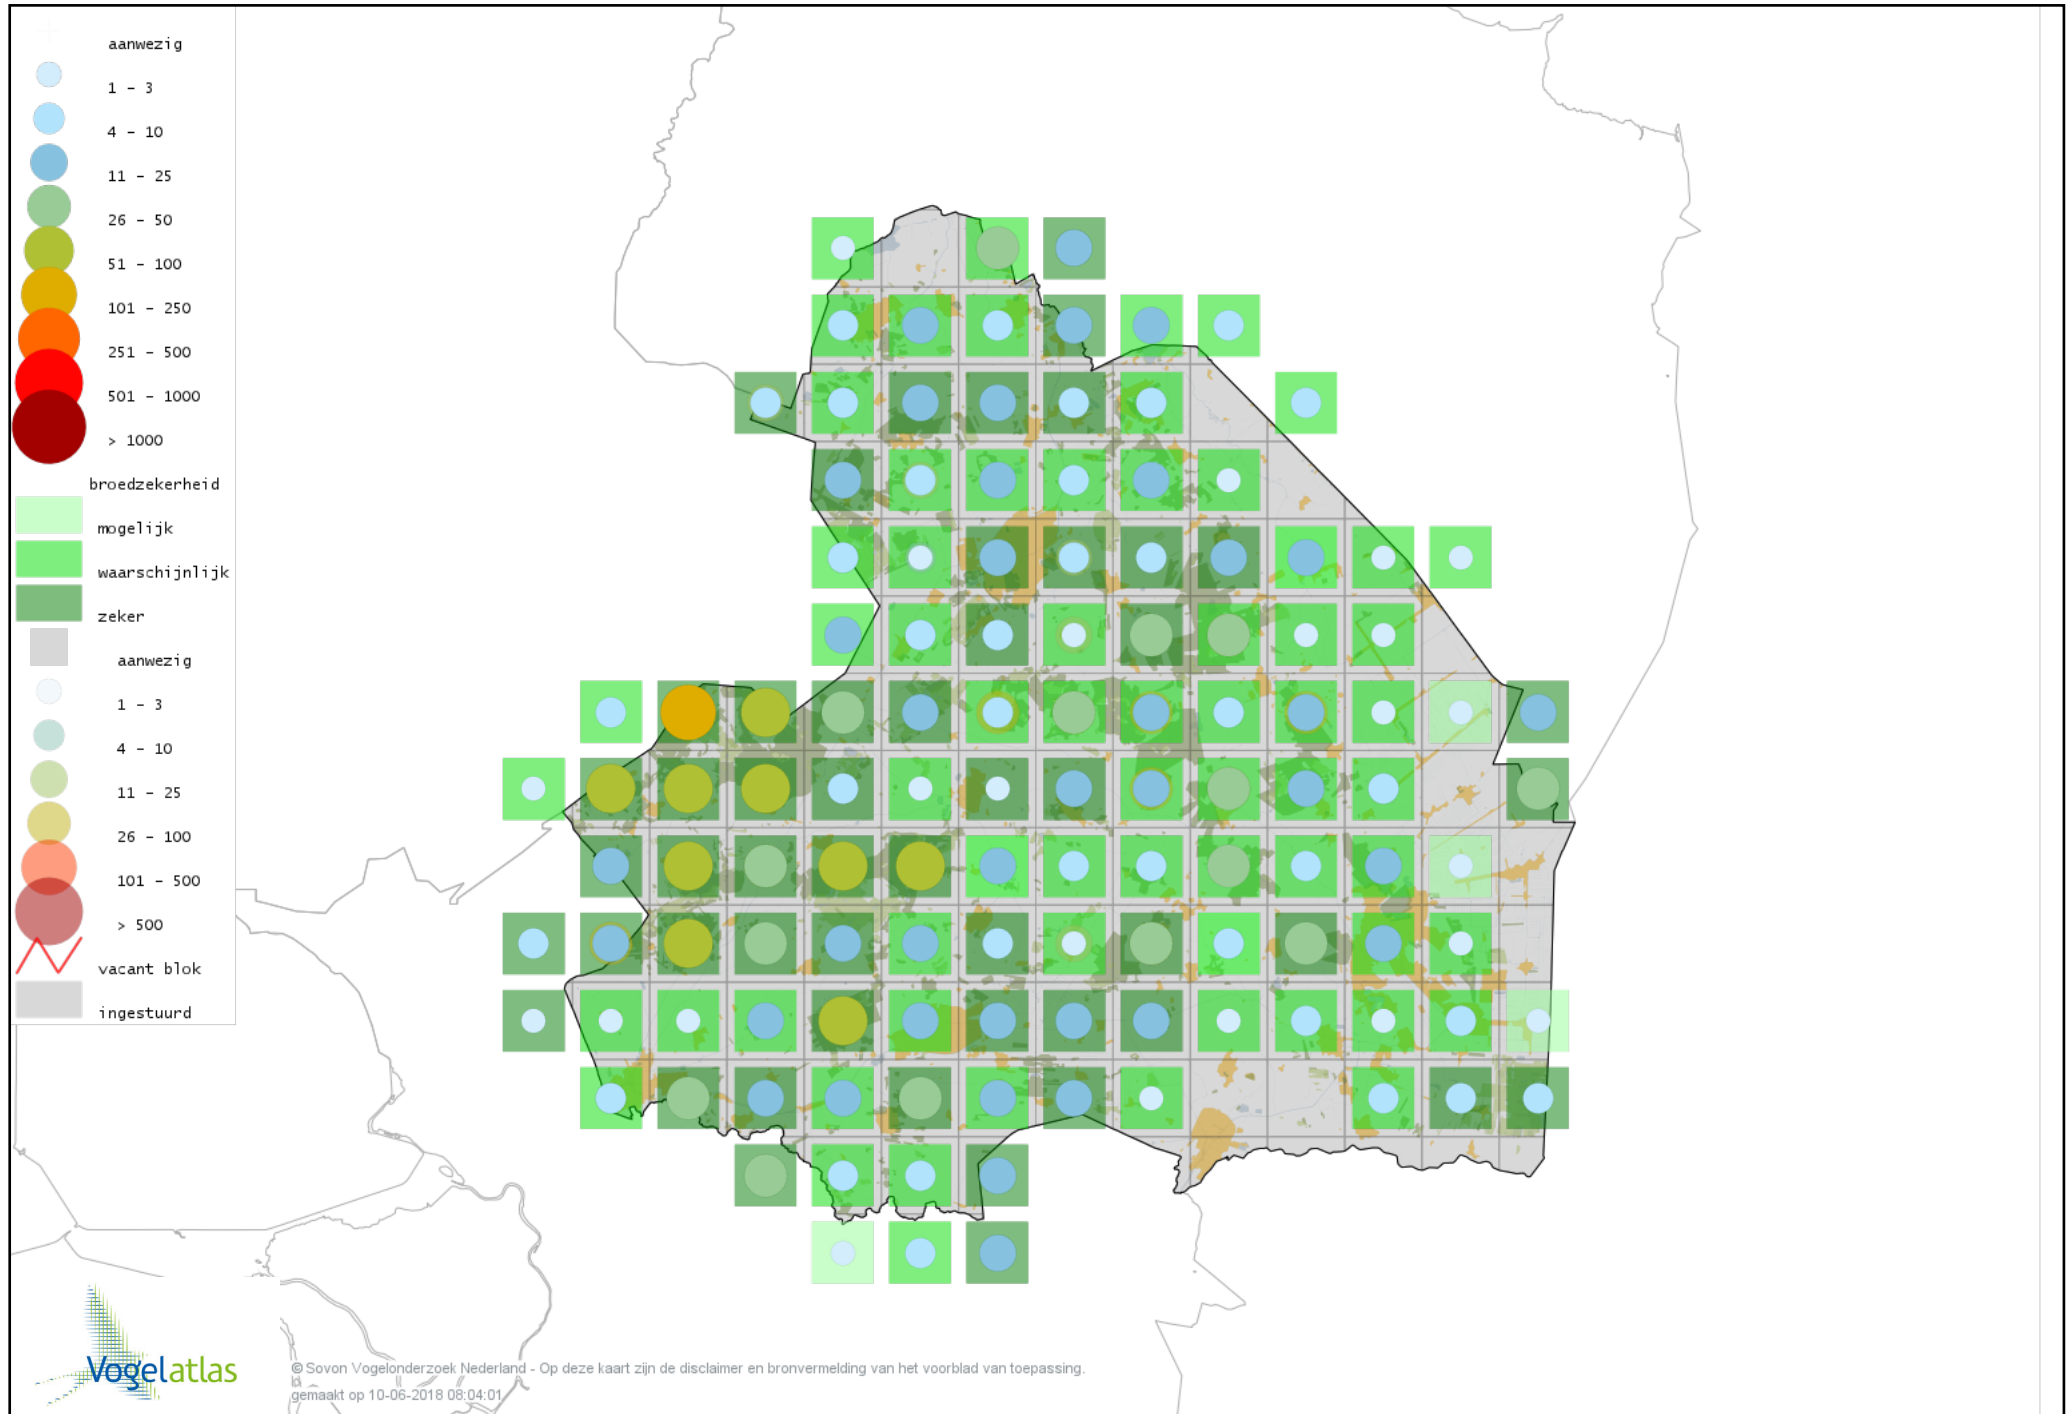 aanwezig
1 - 3
4 - 10
11 - 25
26 - 50
51 - 100
101 - 250
251 - 500
501 - 1000
> 1000
broedzekerheid
mogelijk
waarschijnlijk
zeker
aanwezig
1 - 3
4 - 10
11 - 25
26 - 100
101 - 500
> 500
vacant blok
ingestuurd
Vogelatlas
© Sovon Vogelonderzoek Nederland - Op deze kaart zijn de disclaimer en bronvermelding van het voorblad van toepassing.
gemaakt op 10-06-2018 08:04:01